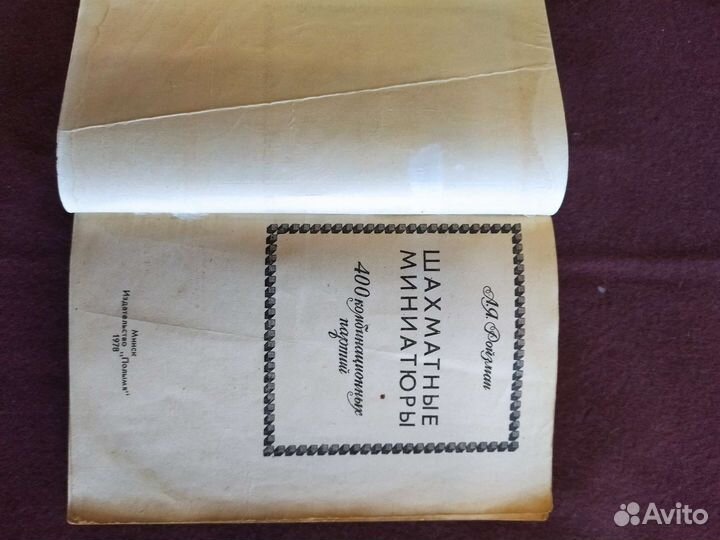 А.Я. Ройзман
ШАХМАТНЫЕ
МИНИАТЮРЫ
400 комбинационных
партий
Минск
Издательство „Полымя"
1978
Avito